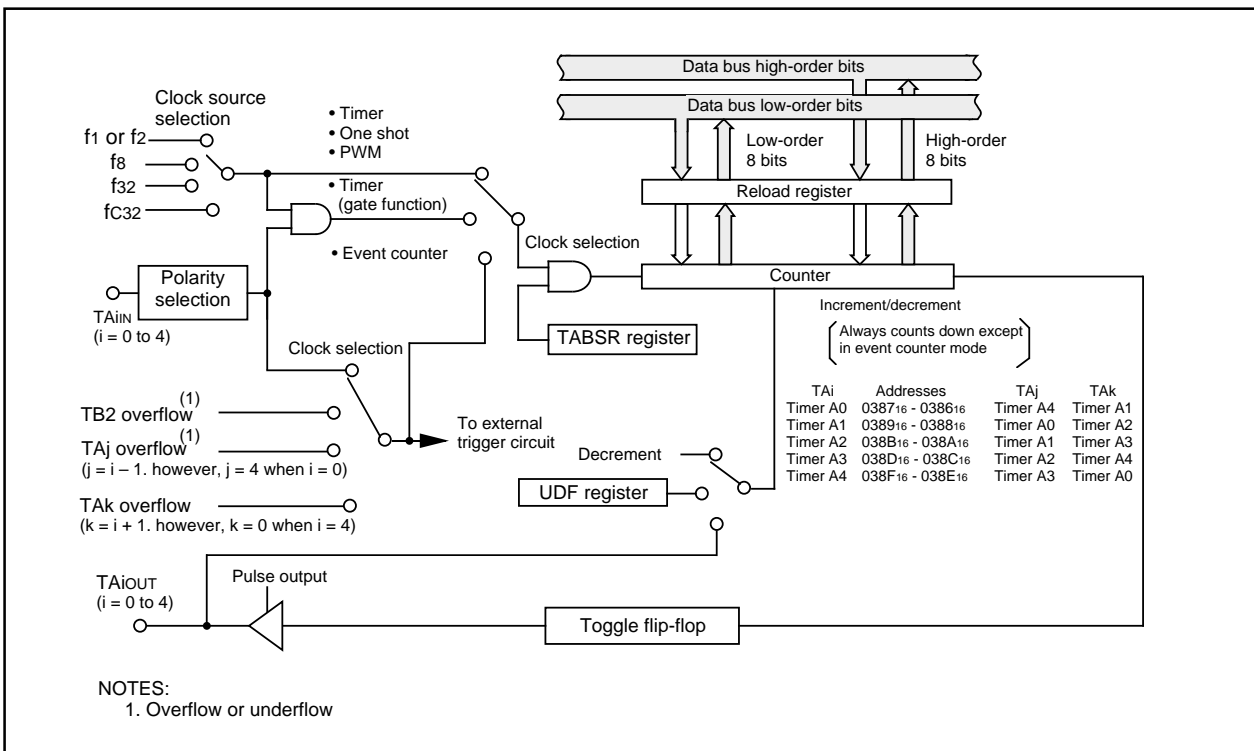 Data bus high-order bits
Data bus low-order bits
Clock source
selection
f1 or f2
f8
f32
fC32
• Timer
• One shot
• PWM
• Timer
(gate function)
• Event counter
Low-order
8 bits
High-order
8 bits
Reload register
Clock selection
Counter
Polarity
selection
TAiIN
(i = 0 to 4)
TABSR register
Increment/decrement
Always counts down except
in event counter mode
Clock selection
TB2 overflow(1)
TAj overflow(1)
(j = i – 1. however, j = 4 when i = 0)
To external
trigger circuit
TAk overflow
(k = i + 1. however, k = 0 when i = 4)
Decrement
UDF register
TAi Addresses TAj TAk
Timer A0 038716 - 038616 Timer A4 Timer A1
Timer A1 038916 - 038816 Timer A0 Timer A2
Timer A2 038B16 - 038A16 Timer A1 Timer A3
Timer A3 038D16 - 038C16 Timer A2 Timer A4
Timer A4 038F16 - 038E16 Timer A3 Timer A0
TAiOUT
(i = 0 to 4)
Pulse output
Toggle flip-flop
NOTES:
1. Overflow or underflow